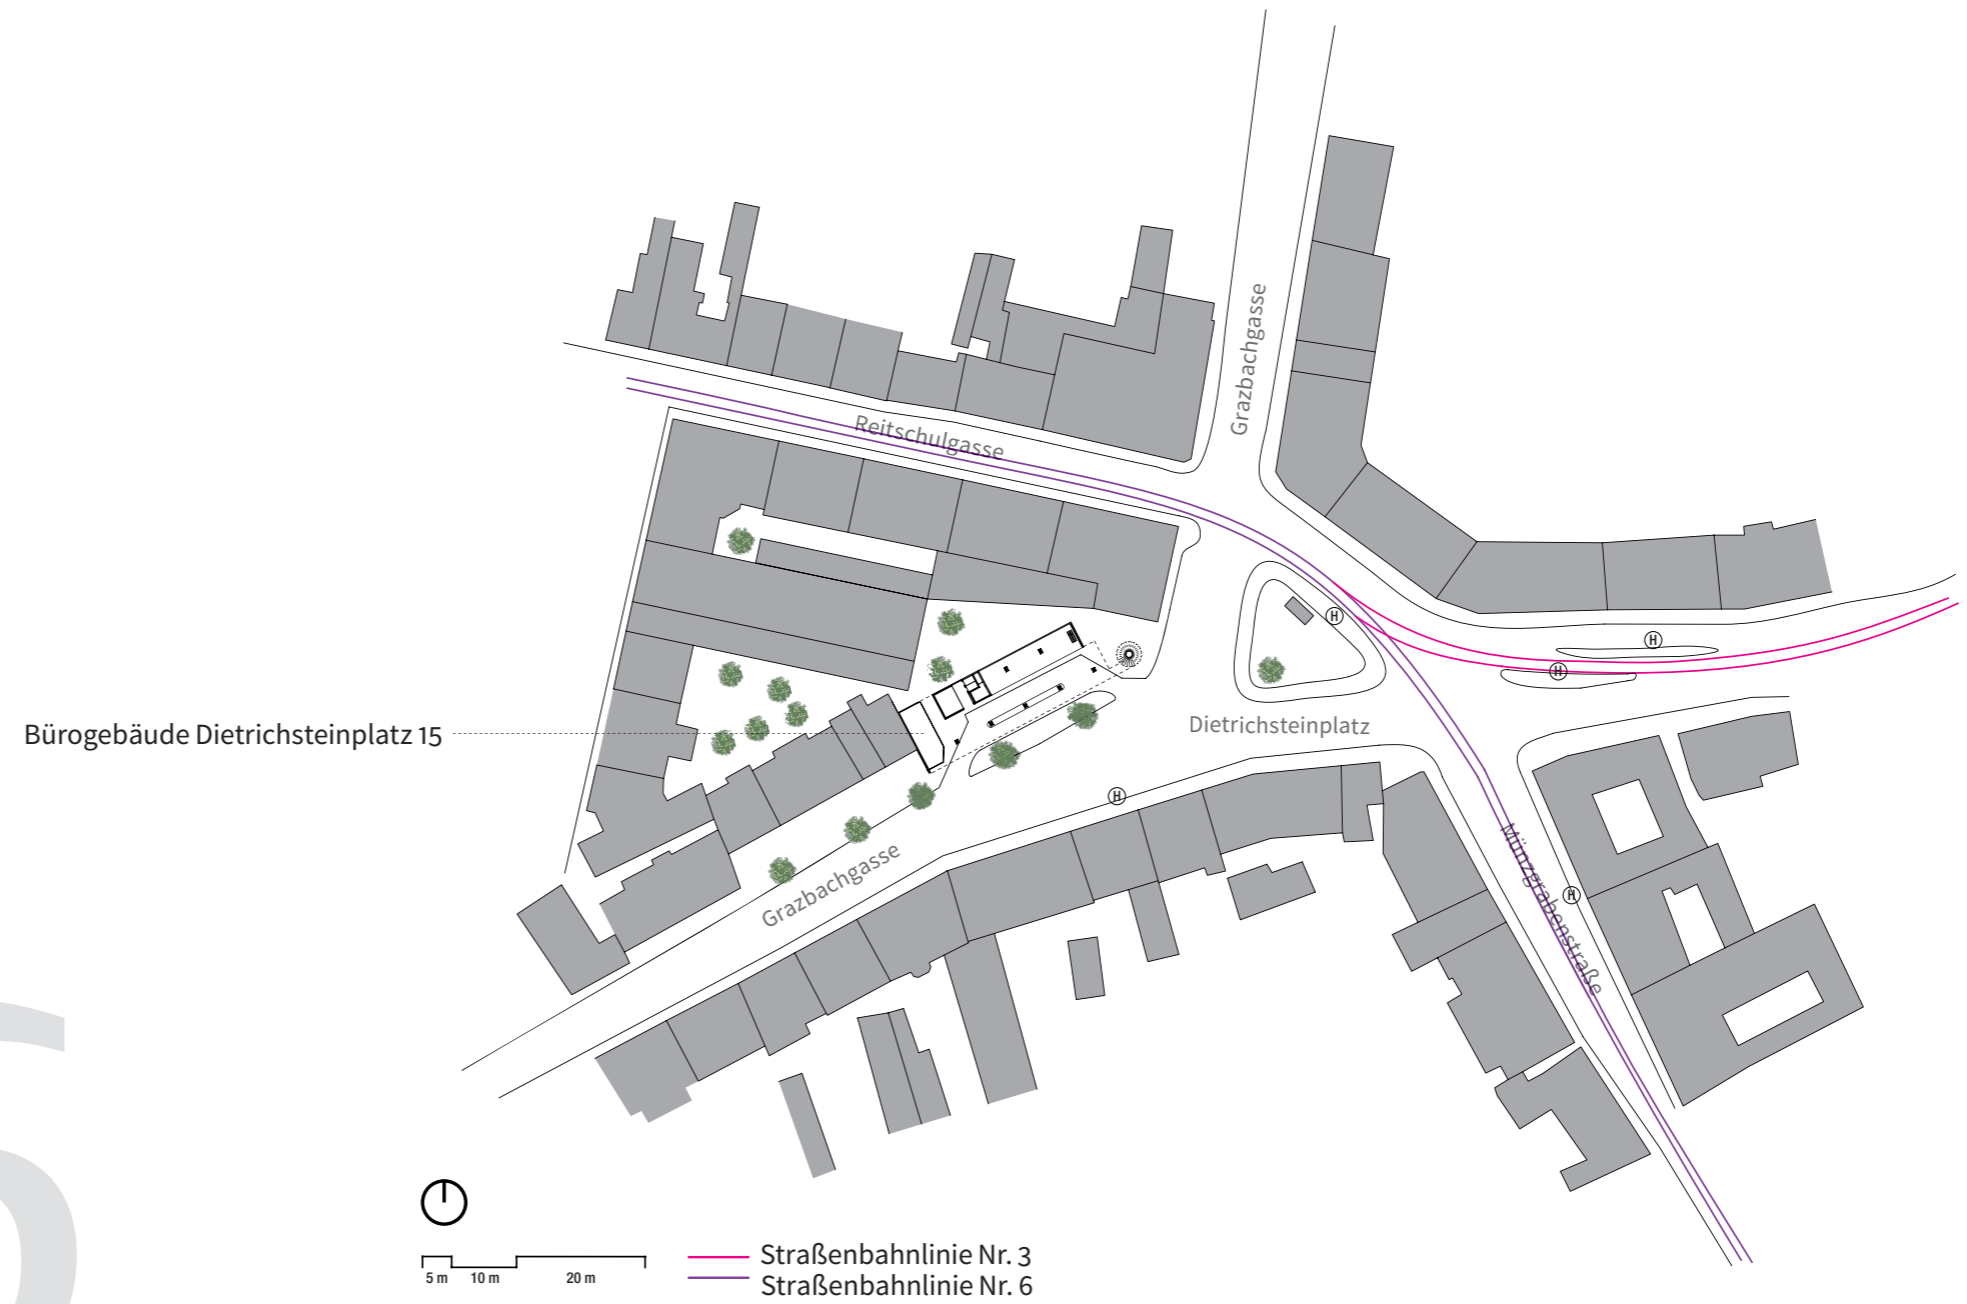 Grazbachgasse
Reitschulgasse
H
H
H
Dietrichsteinplatz
Bürogebäude Dietrichsteinplatz 15
H
Münzgrabenstraße
H
Grazbachgasse
Straßenbahnlinie Nr. 3
5 m 10 m 20 m
Straßenbahnlinie Nr. 6